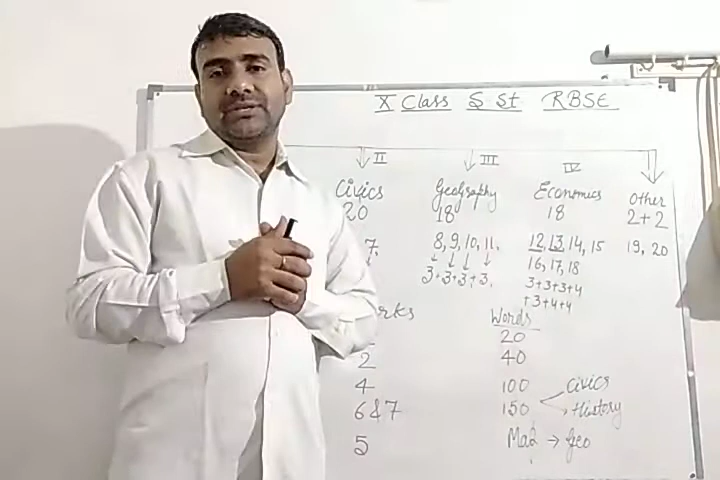 X Class S St RBSE
II III IV
Civics Geography Economics Other
20 18 18 2+2
7. 8, 9, 10, 11. 12, 13, 14, 15 19, 20
16, 17, 18
3+3+3+3. 3+3+3+4
+3+4+4
Words
20
2 40
4 100 Civics
6 & 7 150 History
5 Map → Geo